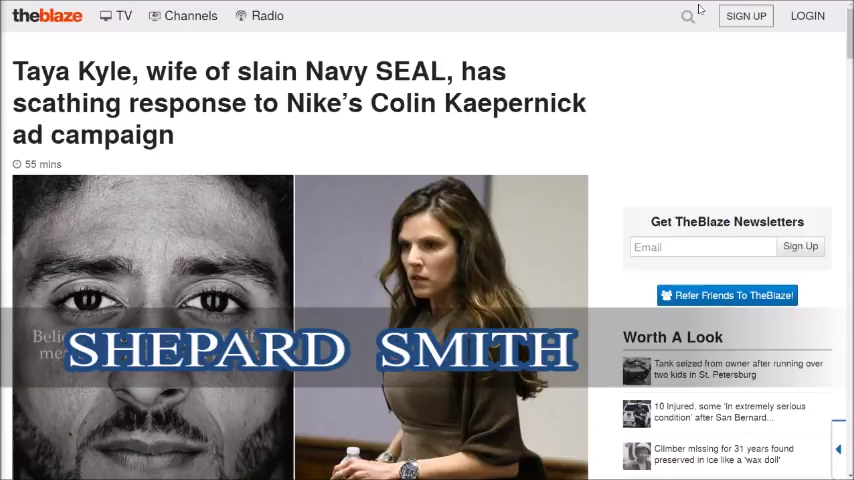 theblaze TV Channels Radio SIGN UP LOGIN
Taya Kyle, wife of slain Navy SEAL, has
scathing response to Nike's Colin Kaepernick
ad campaign
55 mins
Get TheBlaze Newsletters
Email Sign Up
Refer Friends To TheBlaze!
SHEPARD SMITH
Worth A Look
Tank seized from owner after running over
two kids in St. Petersburg
10 injured, some 'in extremely serious
condition' after San Bernard...
Climber missing for 31 years found
preserved in ice like a 'wax doll'